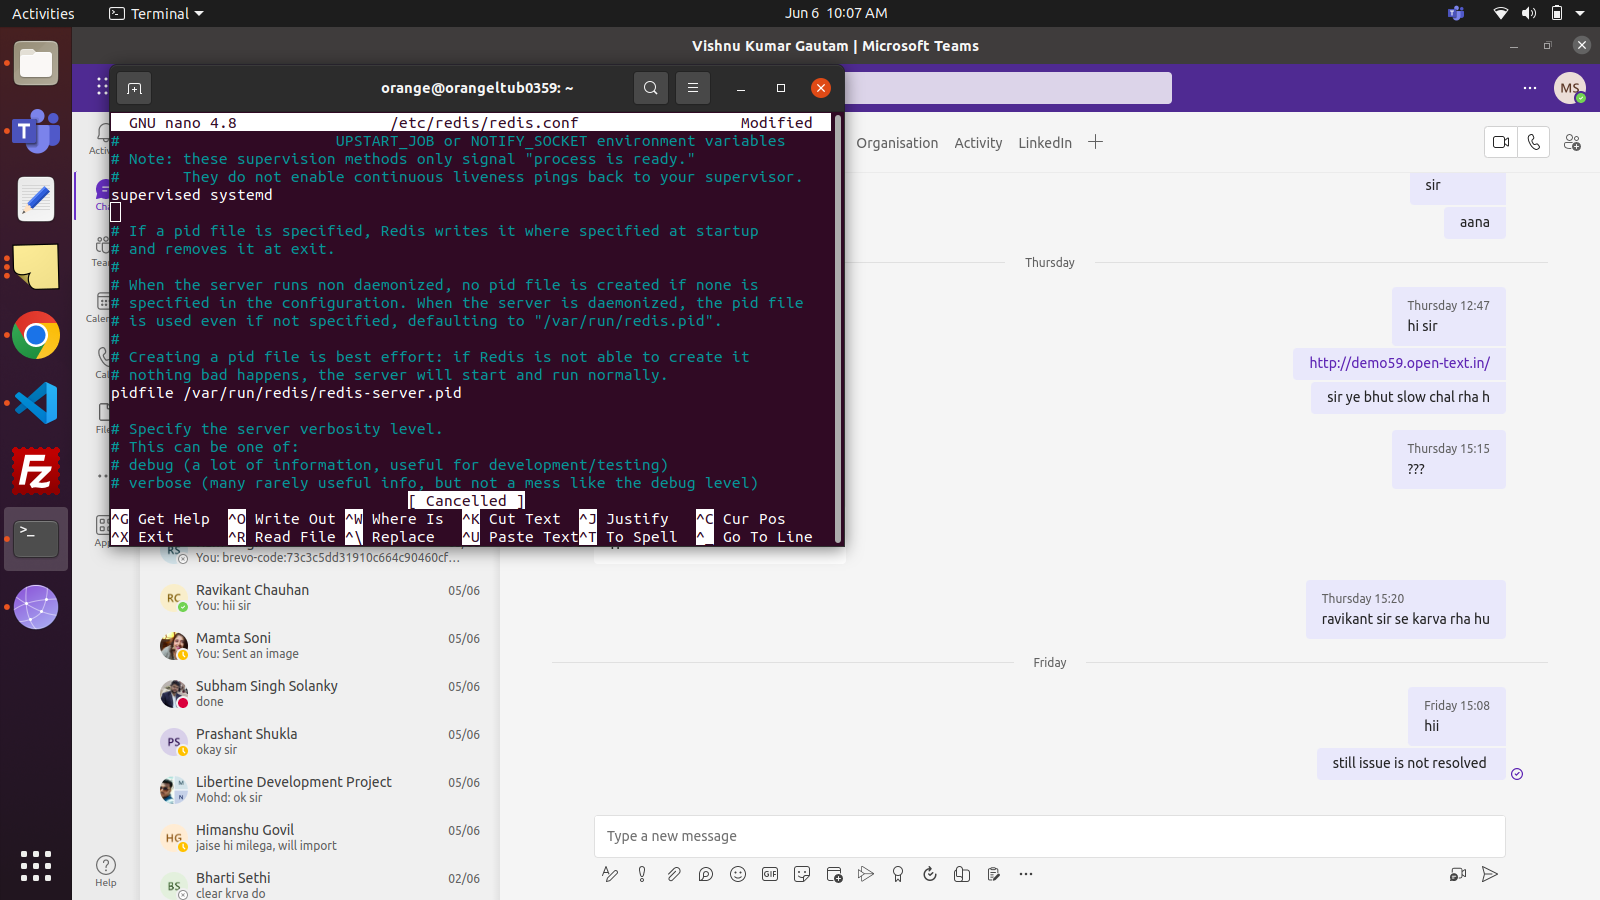 Activities
Terminal
Jun 6 10:07 AM
Vishnu Kumar Gautam | Microsoft Teams
orange@orangeltub0359: ~
GNU nano 4.8 /etc/redis/redis.conf Modified
# UPSTART_JOB or NOTIFY_SOCKET environment variables
# Note: these supervision methods only signal "process is ready."
# They do not enable continuous liveness pings back to your supervisor.
supervised systemd
# If a pid file is specified, Redis writes it where specified at startup
# and removes it at exit.
#
# When the server runs non daemonized, no pid file is created if none is
# specified in the configuration. When the server is daemonized, the pid file
# is used even if not specified, defaulting to "/var/run/redis.pid".
#
# Creating a pid file is best effort: if Redis is not able to create it
# nothing bad happens, the server will start and run normally.
pidfile /var/run/redis/redis-server.pid
# Specify the server verbosity level.
# This can be one of:
# debug (a lot of information, useful for development/testing)
# verbose (many rarely useful info, but not a mess like the debug level)
[ Cancelled ]
^G Get Help ^O Write Out ^W Where Is ^K Cut Text ^J Justify ^C Cur Pos
^X Exit ^R Read File ^\ Replace ^U Paste Text ^T To Spell ^_ Go To Line
MS
Organisation
Activity
LinkedIn
sir
aana
Thursday
Thursday 12:47
hi sir
http://demo59.open-text.in/
sir ye bhut slow chal rha h
Thursday 15:15
???
Thursday 15:20
ravikant sir se karva rha hu
Friday
Friday 15:08
hii
still issue is not resolved
Type a new message
GIF
RS
You: brevo-code:73c3c5dd31910c664c90460cf...
RC
Ravikant Chauhan 05/06
You: hii sir
Mamta Soni 05/06
You: Sent an image
Subham Singh Solanky 05/06
done
PS
Prashant Shukla 05/06
okay sir
M
N
Libertine Development Project 05/06
Mohd: ok sir
HG
Himanshu Govil 05/06
jaise hi milega, will import
BS
Bharti Sethi 02/06
clear krva do
Help